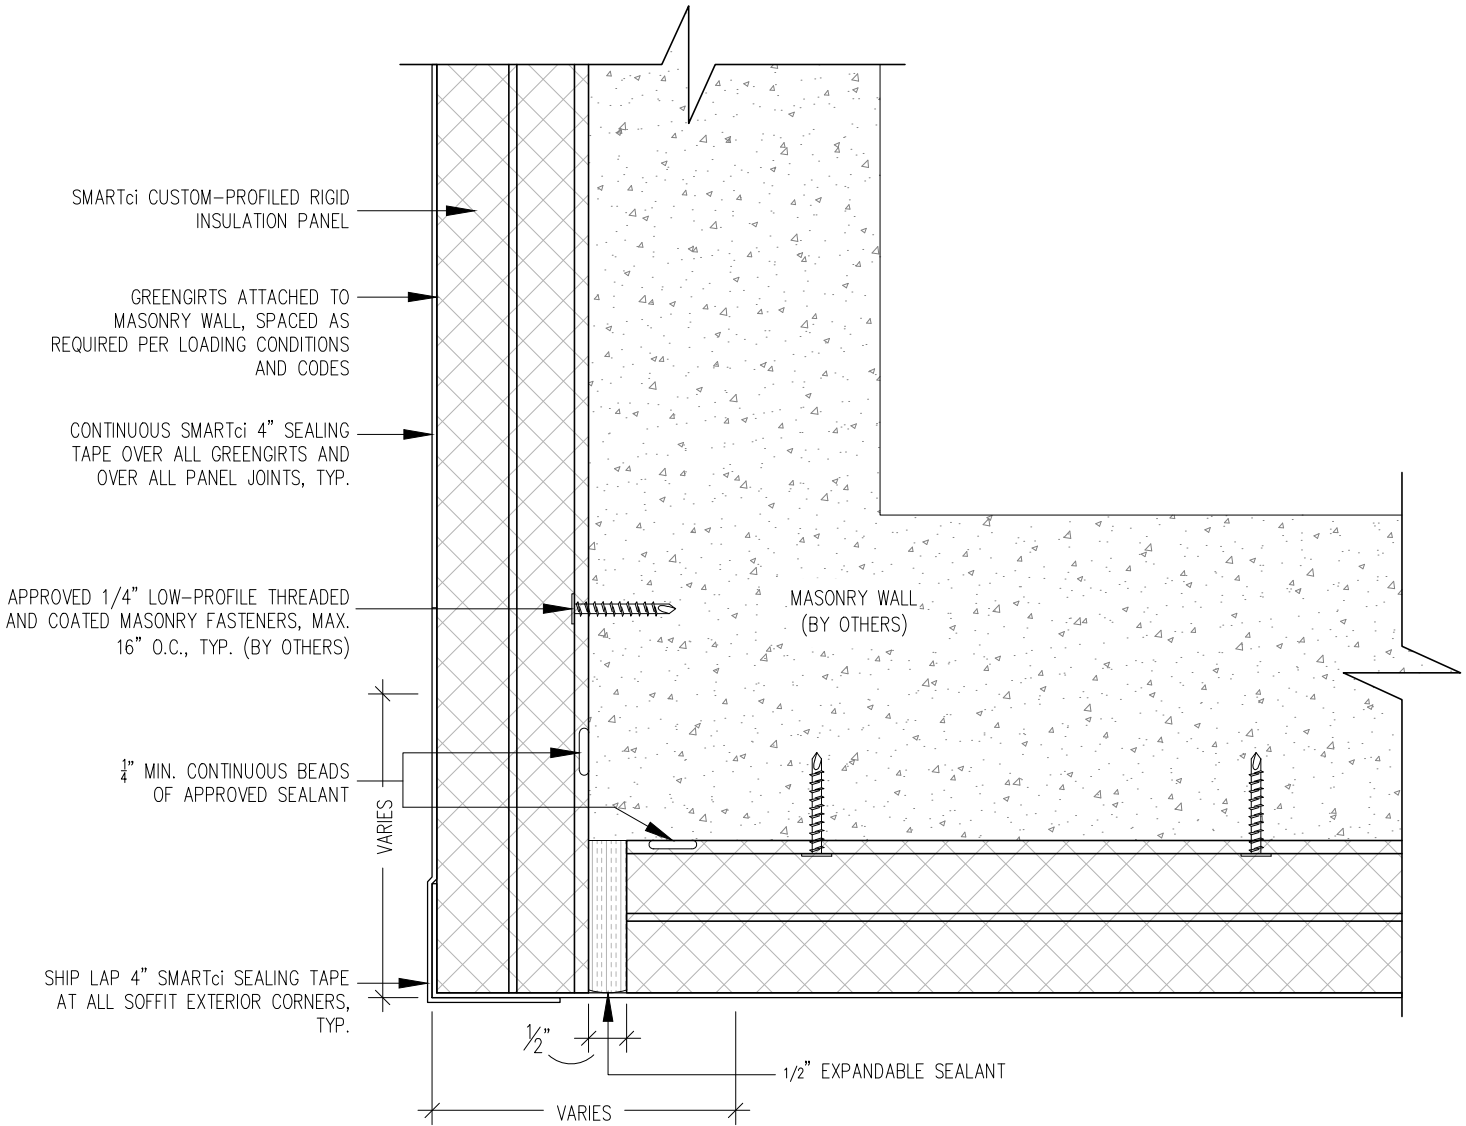 SMARTci CUSTOM-PROFILED RIGID
INSULATION PANEL
GREENGIRTS ATTACHED TO
MASONRY WALL, SPACED AS
REQUIRED PER LOADING CONDITIONS
AND CODES
CONTINUOUS SMARTci 4" SEALING
TAPE OVER ALL GREENGIRTS AND
OVER ALL PANEL JOINTS, TYP.
APPROVED 1/4" LOW-PROFILE THREADED
AND COATED MASONRY FASTENERS, MAX.
16" O.C., TYP. (BY OTHERS)
MASONRY WALL
(BY OTHERS)
1/4" MIN. CONTINUOUS BEADS
OF APPROVED SEALANT
VARIES
SHIP LAP 4" SMARTci SEALING TAPE
AT ALL SOFFIT EXTERIOR CORNERS,
TYP.
1/2"
1/2" EXPANDABLE SEALANT
VARIES